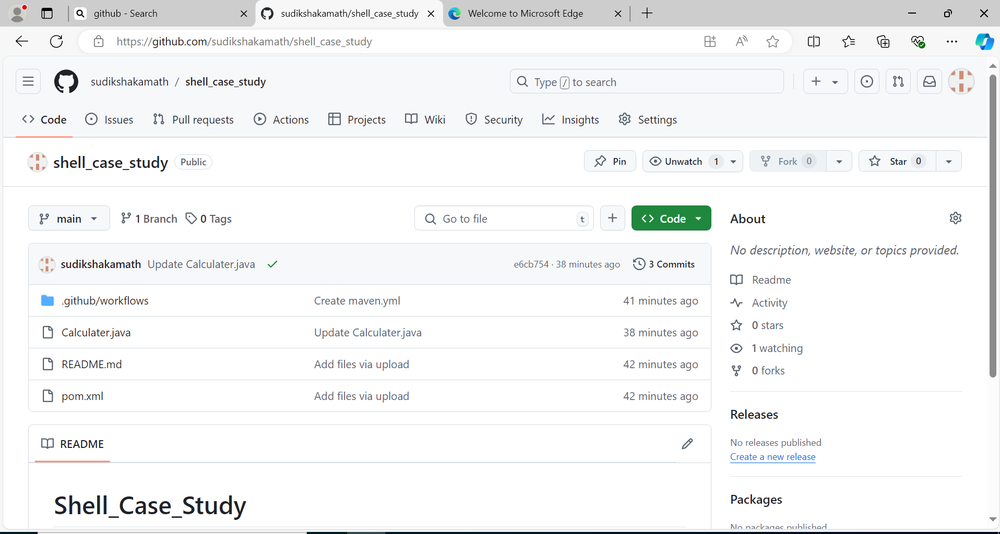 github - Search
sudikshakamath/shell_case_study
Welcome to Microsoft Edge
https://github.com/sudikshakamath/shell_case_study
sudikshakamath / shell_case_study
Type / to search
Code
Issues
Pull requests
Actions
Projects
Wiki
Security
Insights
Settings
shell_case_study Public
Pin
Unwatch 1
Fork 0
Star 0
main
1 Branch
0 Tags
Go to file t
Code
About
No description, website, or topics provided.
sudikshakamath Update Calculater.java
e6cb754 · 38 minutes ago
3 Commits
.github/workflows Create maven.yml 41 minutes ago
Calculater.java Update Calculater.java 38 minutes ago
README.md Add files via upload 42 minutes ago
pom.xml Add files via upload 42 minutes ago
Readme
Activity
0 stars
1 watching
0 forks
Releases
No releases published
Create a new release
Packages
No packages published
README
Shell_Case_Study